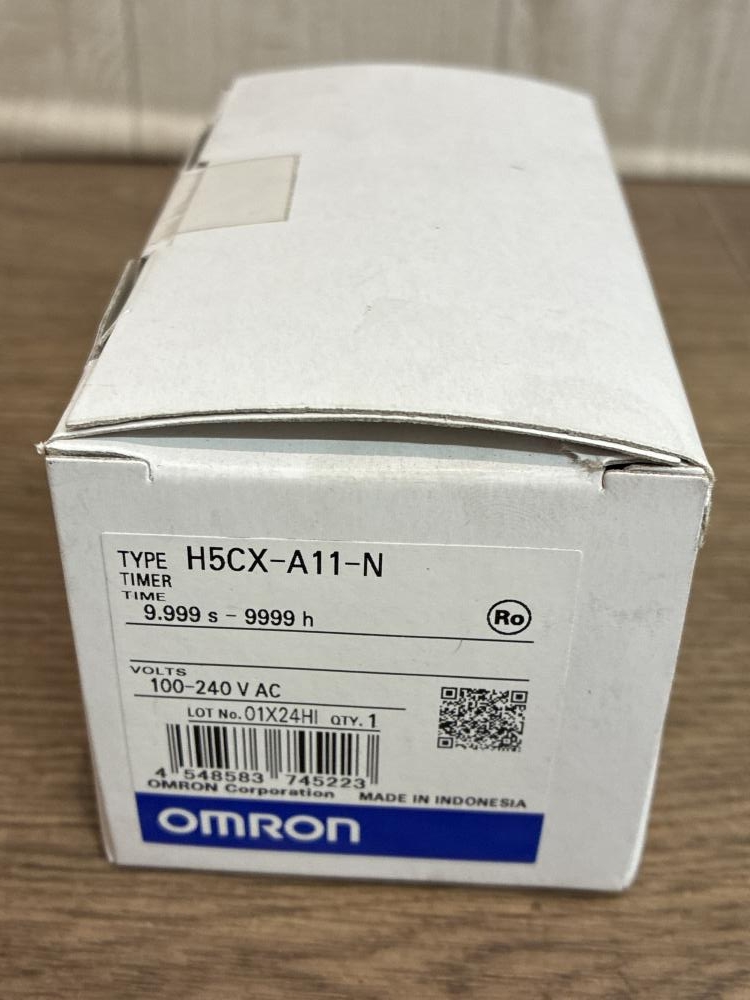 TYPE H5CX-A11-N
TIMER
TIME
9.999 s - 9999 h
Ro
VOLTS
100-240 V AC
LOT No. 01X24HI QTY. 1
4 548583 745223
OMRON Corporation MADE IN INDONESIA
OMRON